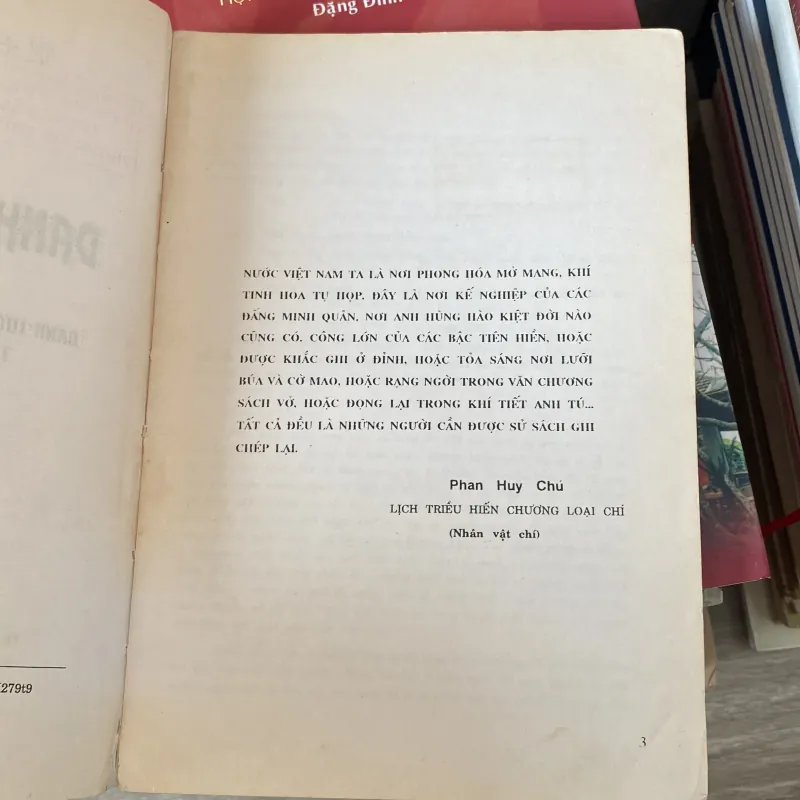 Đặng Đình
NƯỚC VIỆT NAM TA LÀ NƠI PHONG HÓA MỞ MANG, KHÍ
TINH HOA TỤ HỌP. ĐÂY LÀ NƠI KẾ NGHIỆP CỦA CÁC
ĐẤNG MINH QUÂN, NƠI ANH HÙNG HÀO KIỆT ĐỜI NÀO
CŨNG CÓ. CÔNG LỚN CỦA CÁC BẬC TIÊN HIỀN, HOẶC
ĐƯỢC KHẮC GHI Ở ĐỈNH, HOẶC TỎA SÁNG NƠI LƯỠI
BÚA VÀ CỜ MAO, HOẶC RẠNG NGỜI TRONG VĂN CHƯƠNG
SÁCH VỞ, HOẶC ĐỌNG LẠI TRONG KHÍ TIẾT ANH TÚ...
TẤT CẢ ĐỀU LÀ NHỮNG NGƯỜI CẦN ĐƯỢC SỬ SÁCH GHI
CHÉP LẠI.
Phan Huy Chú
LỊCH TRIỀU HIẾN CHƯƠNG LOẠI CHÍ
(Nhân vật chí)
279t9
3